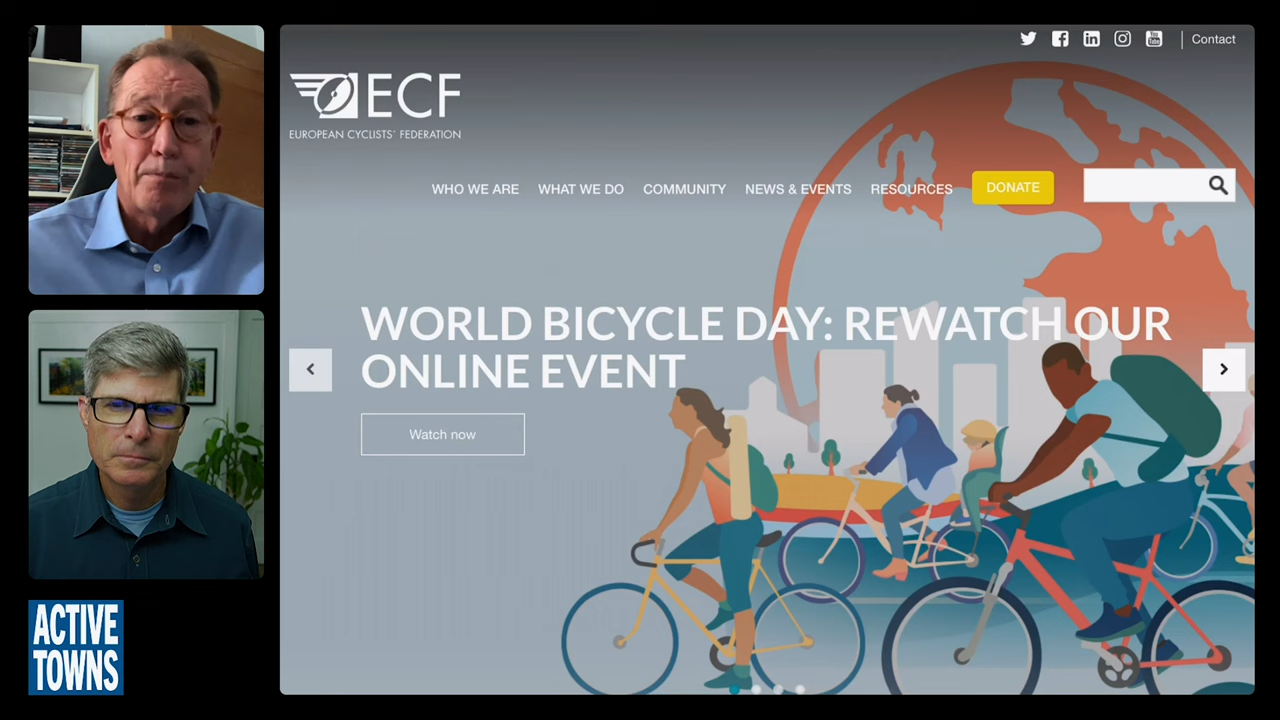 Contact
ECF
EUROPEAN CYCLISTS' FEDERATION
WHO WE ARE WHAT WE DO COMMUNITY NEWS & EVENTS RESOURCES DONATE
WORLD BICYCLE DAY: REWATCH OUR
ONLINE EVENT
Watch now
ACTIVE
TOWNS